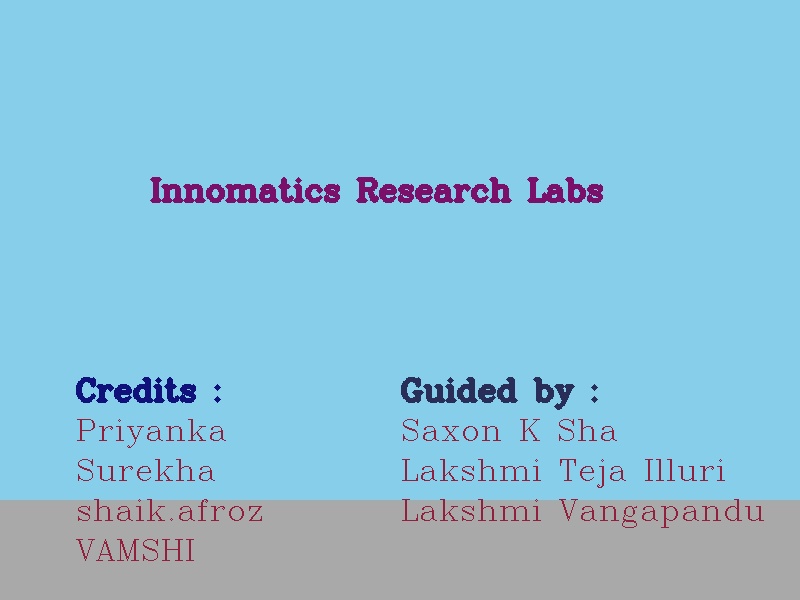 Innomatics Research Labs
Credits :
Priyanka
Surekha
shaik.afroz
VAMSHI
Guided by :
Saxon K Sha
Lakshmi Teja Illuri
Lakshmi Vangapandu